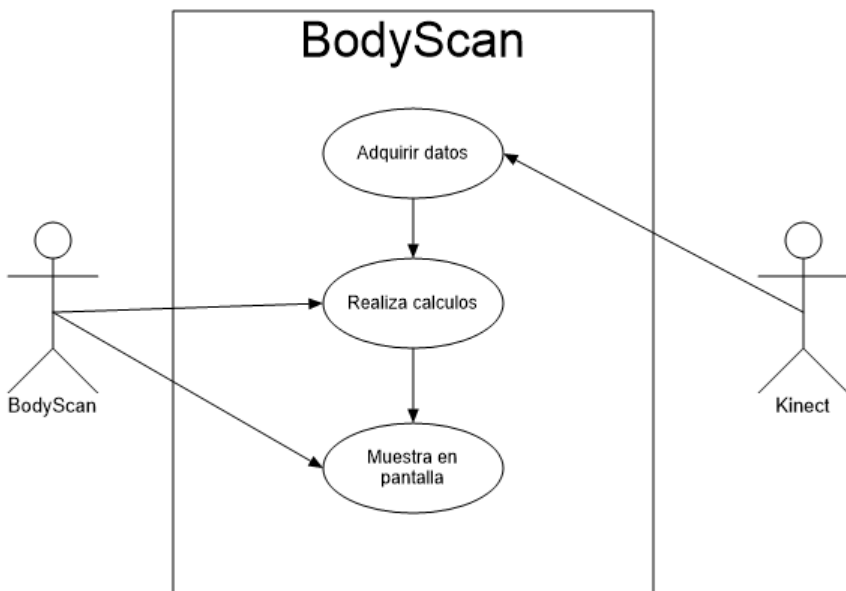 BodyScan
Adquirir datos
Realiza calculos
BodyScan
Kinect
Muestra en
pantalla